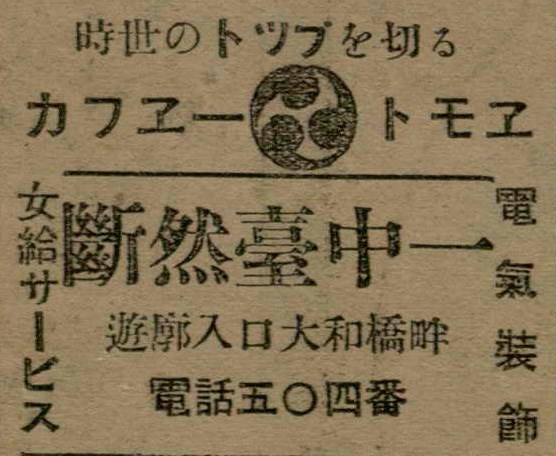 時世のトツプを切る
カフヱー トモヱ
電氣裝飾
斷然臺中一
遊廓入口大和橋畔
電話五〇四番
女給サービス